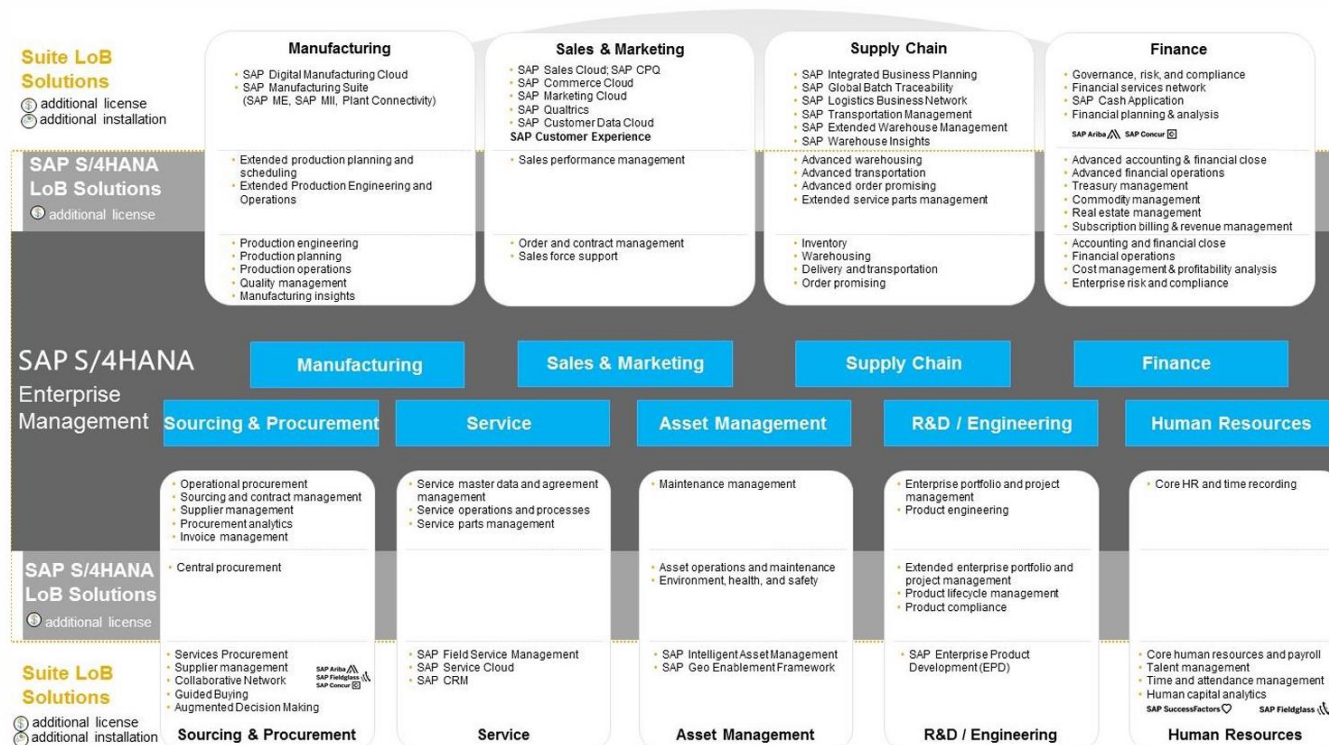 Suite LoB
Solutions
additional license
additional installation
Manufacturing
• SAP Digital Manufacturing Cloud
• SAP Manufacturing Suite
(SAP ME, SAP MII, Plant Connectivity)
Sales & Marketing
• SAP Sales Cloud; SAP CPQ
• SAP Commerce Cloud
• SAP Marketing Cloud
• SAP Qualtrics
• SAP Customer Data Cloud
SAP Customer Experience
Supply Chain
• SAP Integrated Business Planning
• SAP Global Batch Traceability
• SAP Logistics Business Network
• SAP Transportation Management
• SAP Extended Warehouse Management
• SAP Warehouse Insights
Finance
• Governance, risk, and compliance
• Financial services network
• SAP Cash Application
• Financial planning & analysis
SAP Ariba SAP Concur C
SAP S/4HANA
LoB Solutions
additional license
• Extended production planning and
scheduling
• Extended Production Engineering and
Operations
• Sales performance management
• Advanced warehousing
• Advanced transportation
• Advanced order promising
• Extended service parts management
• Advanced accounting & financial close
• Advanced financial operations
• Treasury management
• Commodity management
• Real estate management
• Subscription billing & revenue management
• Production engineering
• Production planning
• Production operations
• Quality management
• Manufacturing insights
• Order and contract management
• Sales force support
• Inventory
• Warehousing
• Delivery and transportation
• Order promising
• Accounting and financial close
• Financial operations
• Cost management & profitability analysis
• Enterprise risk and compliance
SAP S/4HANA
Enterprise
Management
Manufacturing
Sales & Marketing
Supply Chain
Finance
Sourcing & Procurement
Service
Asset Management
R&D / Engineering
Human Resources
• Operational procurement
• Sourcing and contract management
• Supplier management
• Procurement analytics
• Invoice management
• Service master data and agreement
management
• Service operations and processes
• Service parts management
• Maintenance management
• Enterprise portfolio and project
management
• Product engineering
• Core HR and time recording
SAP S/4HANA
LoB Solutions
additional license
• Central procurement
• Asset operations and maintenance
• Environment, health, and safety
• Extended enterprise portfolio and
project management
• Product lifecycle management
• Product compliance
Suite LoB
Solutions
additional license
additional installation
• Services Procurement
• Supplier management
• Collaborative Network
• Guided Buying
• Augmented Decision Making
SAP Ariba
SAP Fieldglass
SAP Concur C
Sourcing & Procurement
• SAP Field Service Management
• SAP Service Cloud
• SAP CRM
Service
• SAP Intelligent Asset Management
• SAP Geo Enablement Framework
Asset Management
• SAP Enterprise Product
Development (EPD)
R&D / Engineering
• Core human resources and payroll
• Talent management
• Time and attendance management
• Human capital analytics
SAP SuccessFactors SAP Fieldglass
Human Resources